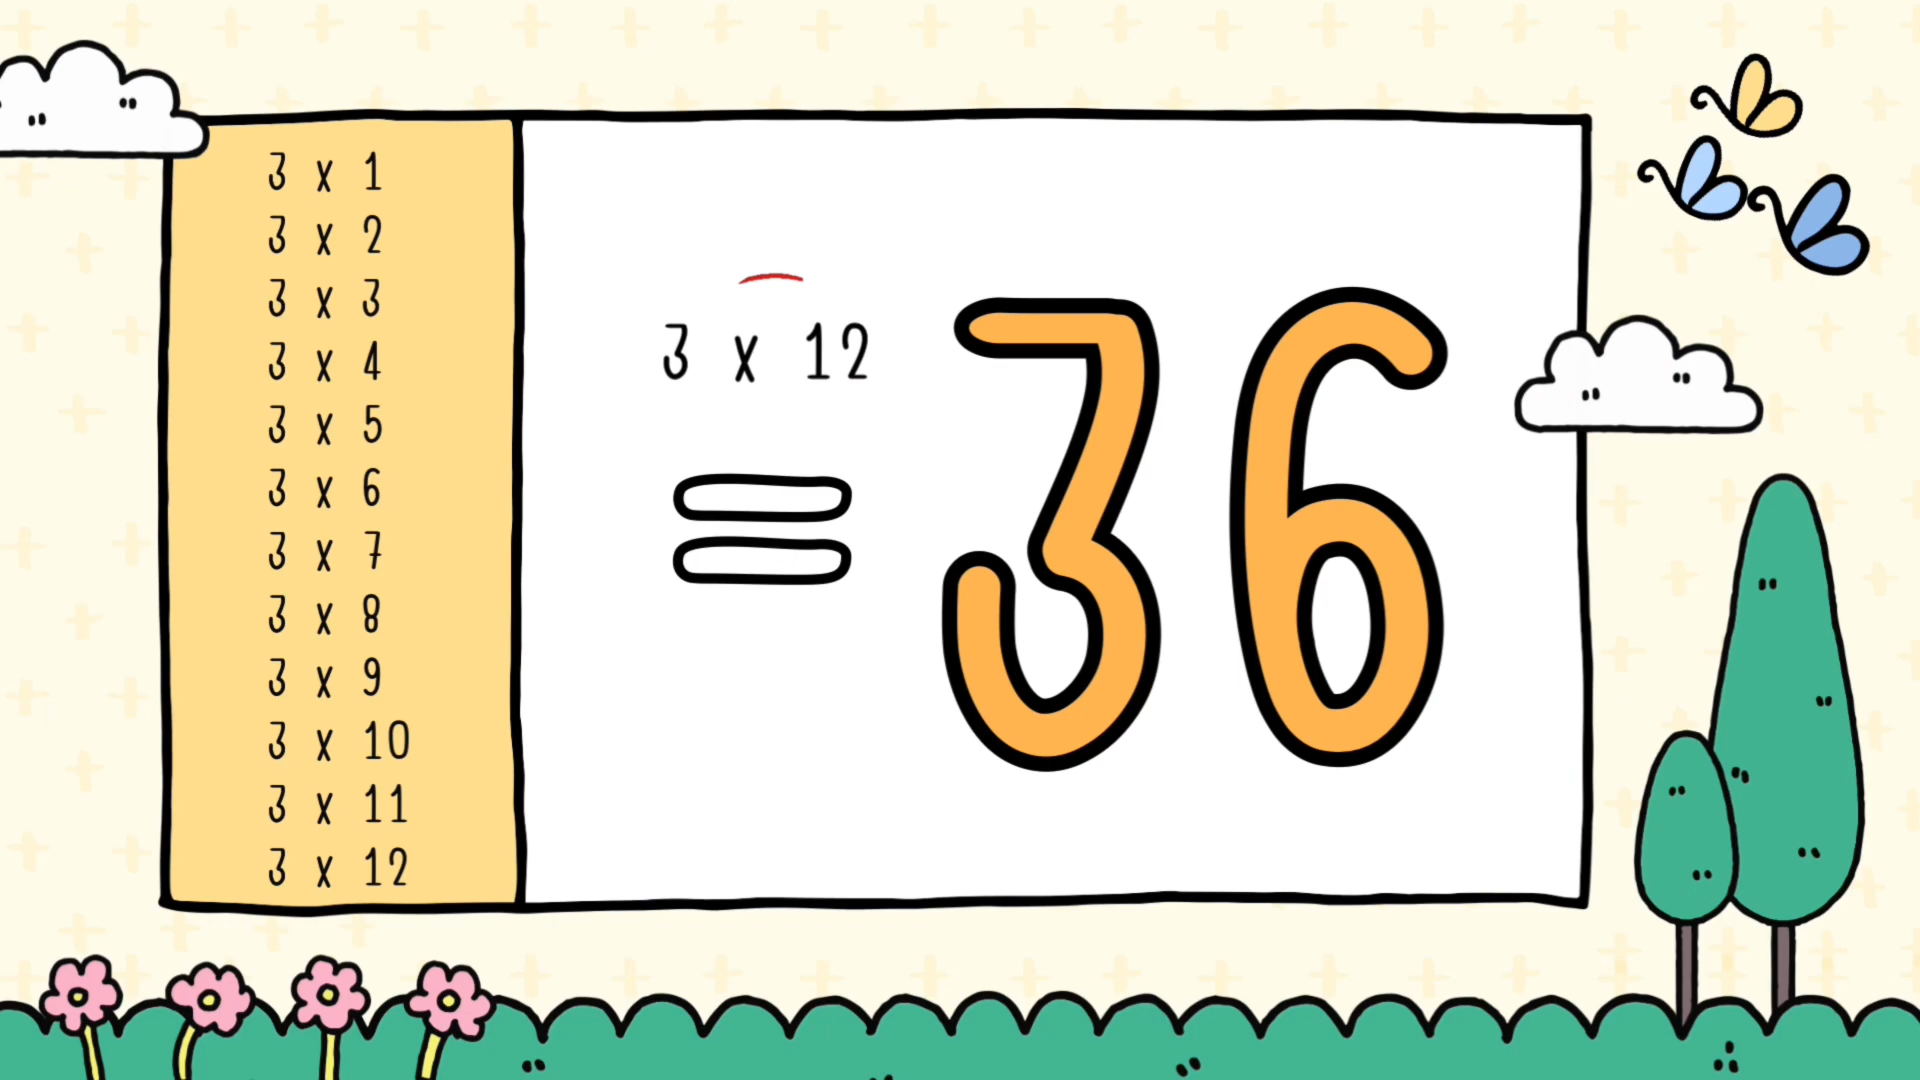 3 x 1
3 x 2
3 x 3
3 x 4
3 x 5
3 x 6
3 x 7
3 x 8
3 x 9
3 x 10
3 x 11
3 x 12
3 x 12
=
36